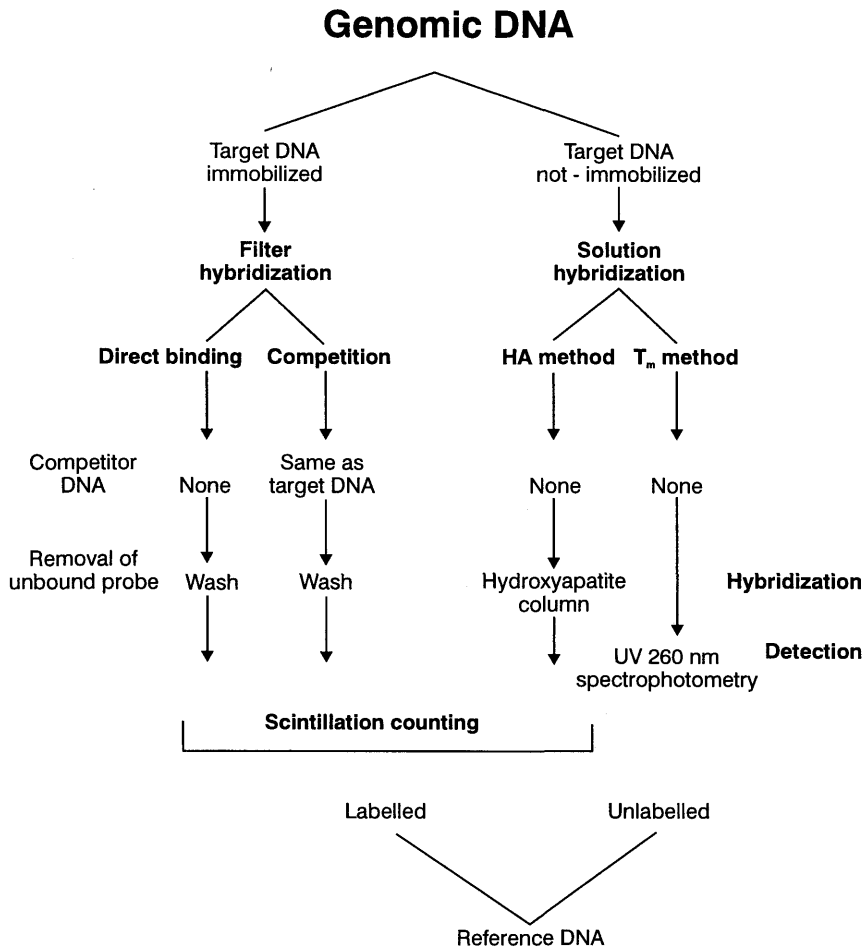 Genomic DNA
Target DNA
immobilized
Target DNA
not - immobilized
Filter
hybridization
Solution
hybridization
Direct binding
Competition
HA method
Tm method
Competitor
DNA
None
Same as
target DNA
None
None
Removal of
unbound probe
Wash
Wash
Hydroxyapatite
column
Hybridization
UV 260 nm
spectrophotometry
Detection
Scintillation counting
Labelled
Unlabelled
Reference DNA